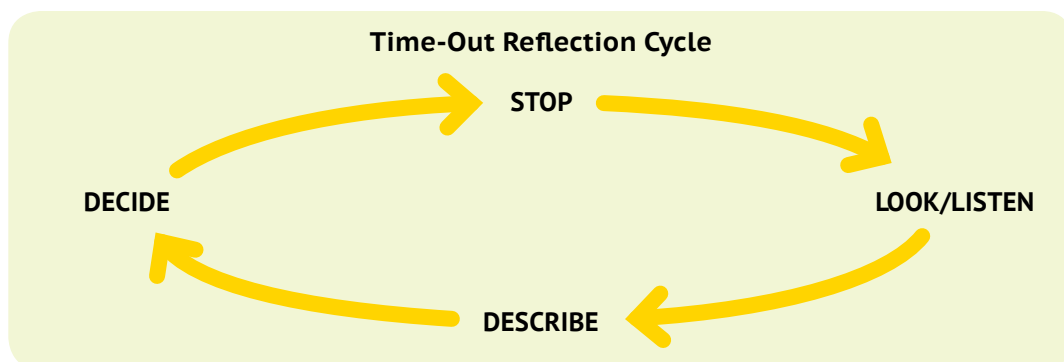 Time-Out Reflection Cycle
STOP
DECIDE
LOOK/LISTEN
DESCRIBE